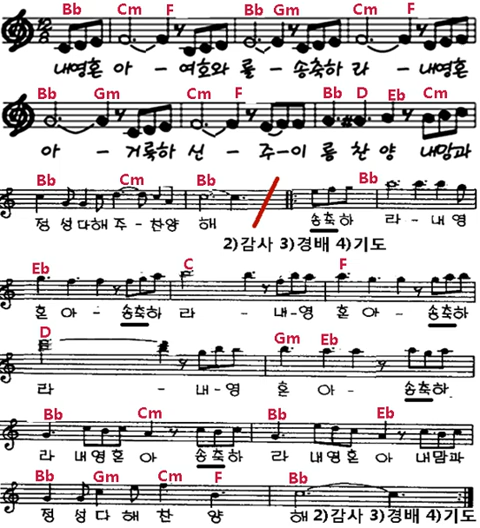 Bb Cm F Bb Gm Cm F
내영혼 아 - 여호와 를 - 송축하 라 - 내영혼
Bb Gm Cm F Bb D Eb Cm
아 - 거룩하 신 - 주-이 름 찬 양 내맘과
Bb Cm Bb Bb
정 성다해 주-찬양 해 송축하 라-내영
2)감사 3)경배 4)기도
Eb C F
혼 아- 송축하 라 - 내-영 혼 아- 송축하
D Gm Eb
라 - 내-영 혼 아- 송축하
Bb Cm Bb Eb
라 내영혼 아 송축하 라 내영혼 아 내맘과
Bb Gm Cm F Bb
정 성 다 해 찬 양 해 2)감사 3)경배 4)기도